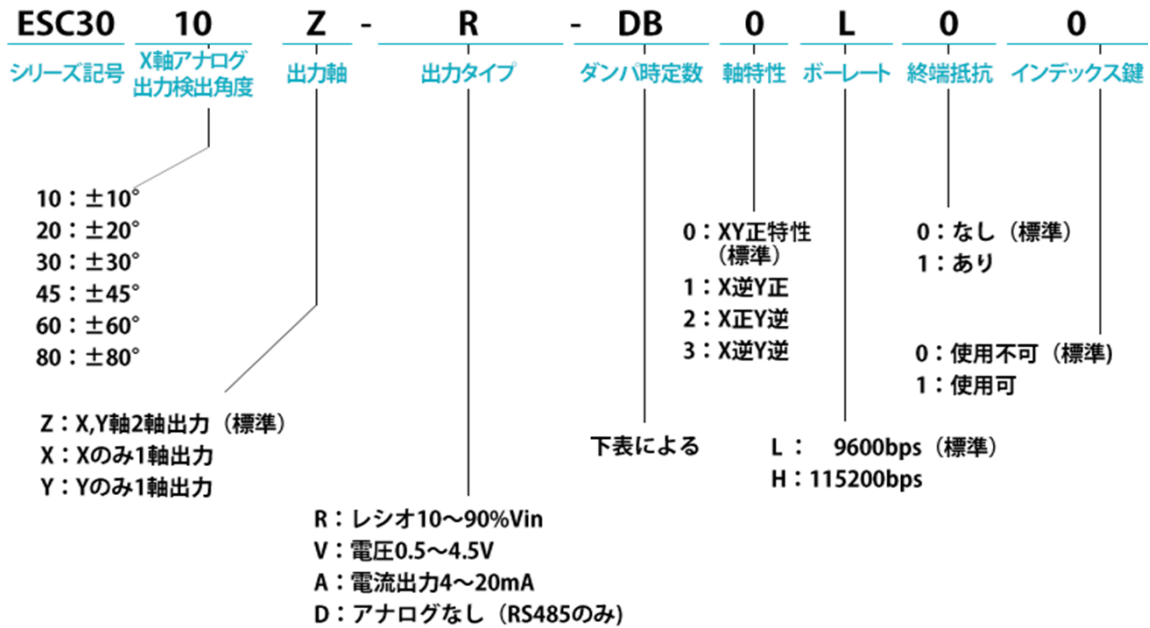 ESC30 10 Z - R - DB 0 L 0 0
シリーズ記号
X軸アナログ
出力検出角度
出力軸
出力タイプ
ダンパ時定数
軸特性
ボーレート
終端抵抗
インデックス鍵
10：±10°
20：±20°
30：±30°
45：±45°
60：±60°
80：±80°
Z：X,Y軸2軸出力（標準）
X：Xのみ1軸出力
Y：Yのみ1軸出力
R：レシオ10～90%Vin
V：電圧0.5～4.5V
A：電流出力4～20mA
D：アナログなし（RS485のみ)
下表による
0：XY正特性
（標準）
1：X逆Y正
2：X正Y逆
3：X逆Y逆
L： 9600bps（標準）
H：115200bps
0：なし（標準）
1：あり
0：使用不可（標準)
1：使用可